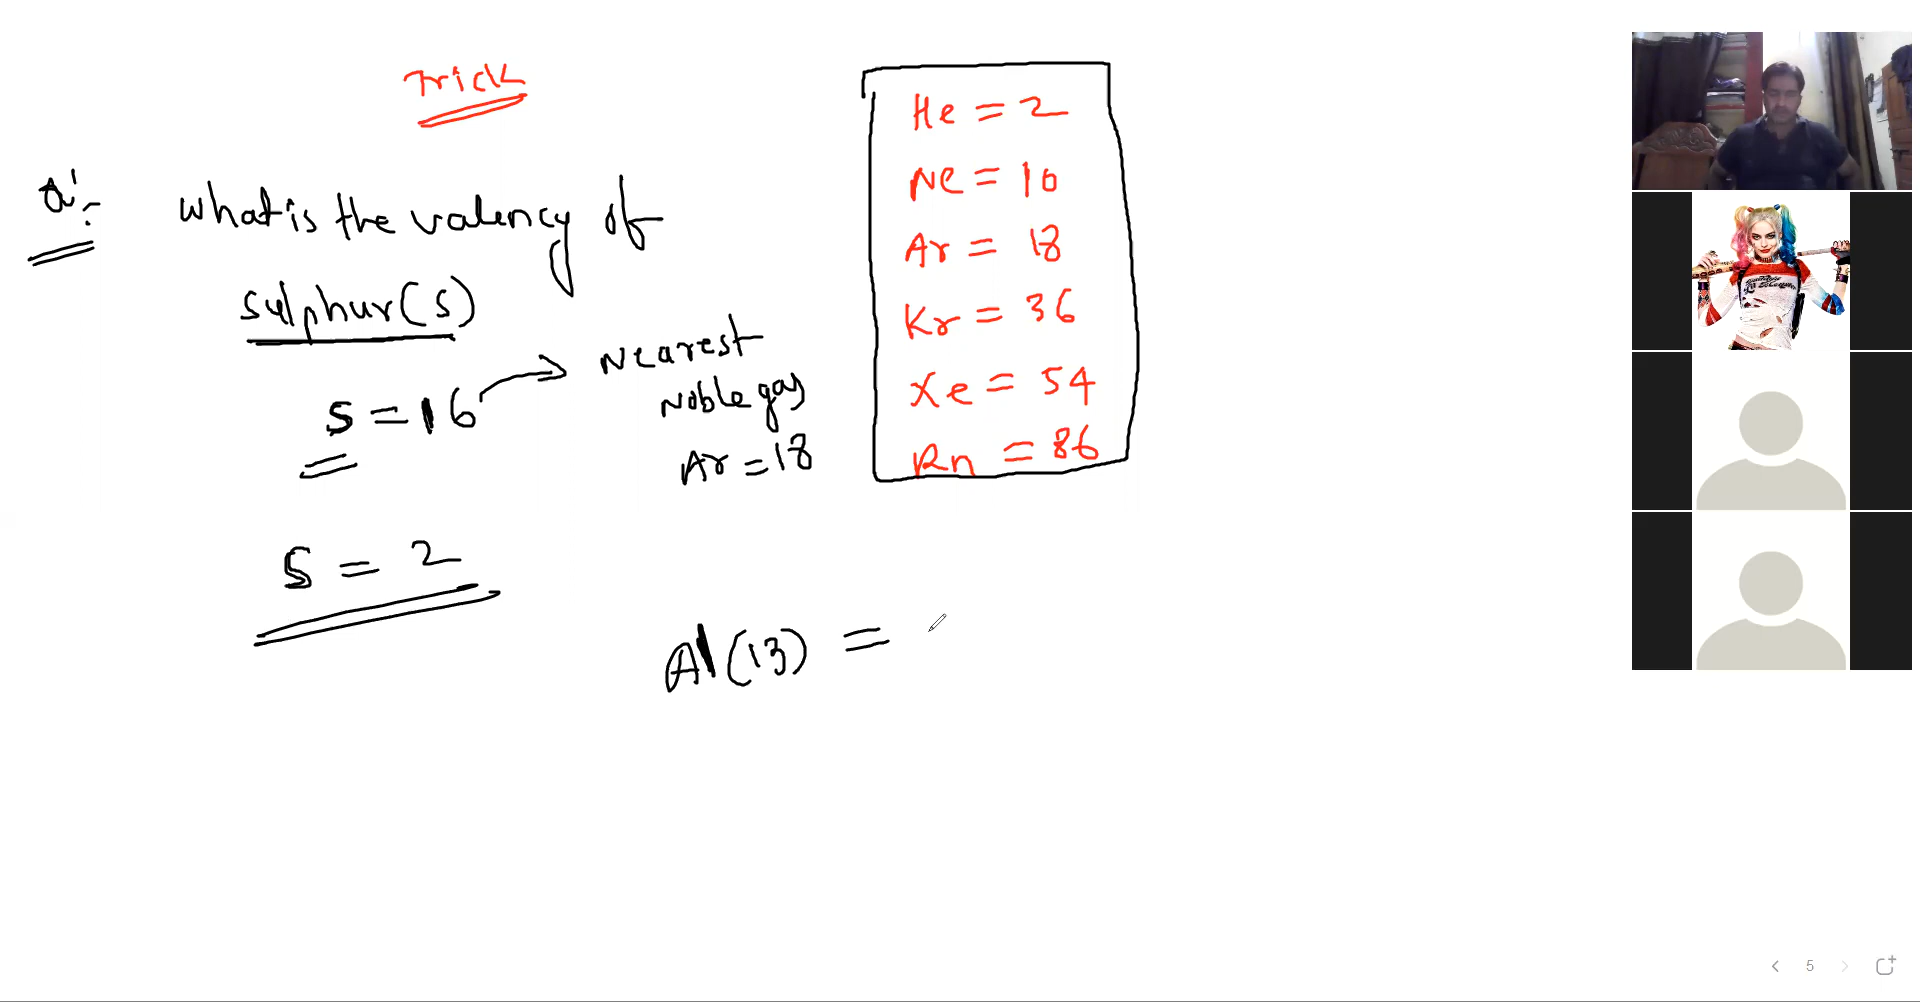 Trick
Q:
What is the valency of
sulphur(s)
S = 16
Nearest
Noble gas
Ar = 18
S = 2
He = 2
Ne = 10
Ar = 18
Kr = 36
Xe = 54
Rn = 86
Al(13) =
5